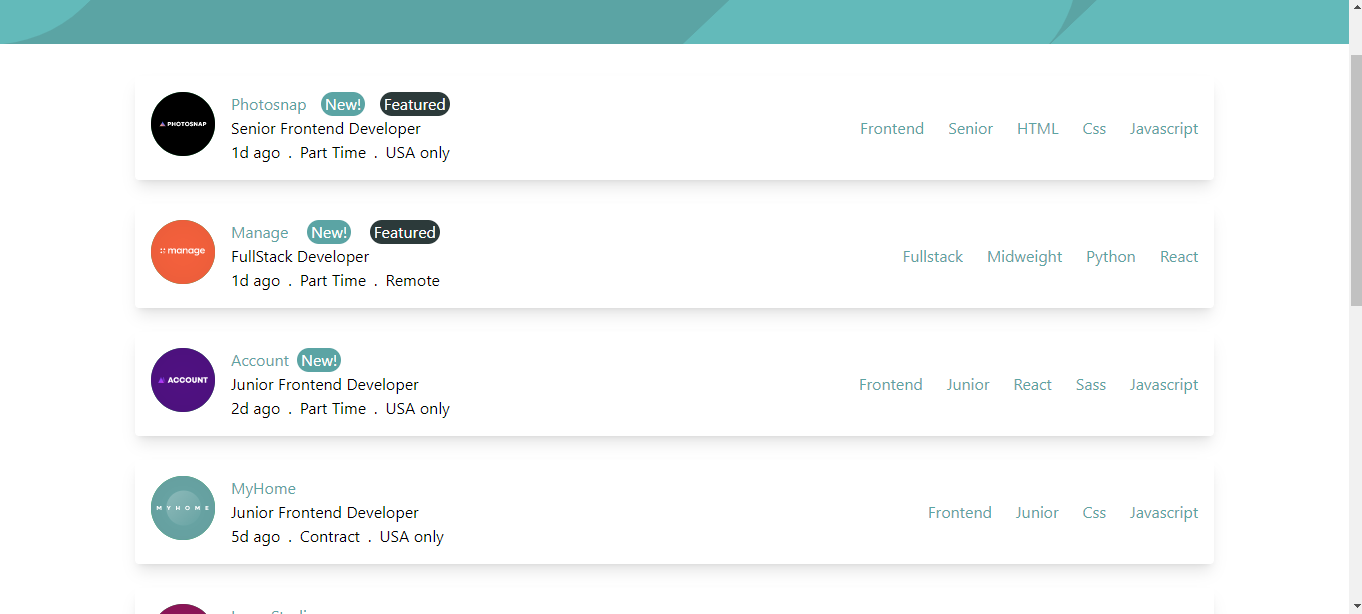 PHOTOSNAP
Photosnap New! Featured
Senior Frontend Developer
1d ago . Part Time . USA only
Frontend Senior HTML Css Javascript
manage
Manage New! Featured
FullStack Developer
1d ago . Part Time . Remote
Fullstack Midweight Python React
ACCOUNT
Account New!
Junior Frontend Developer
2d ago . Part Time . USA only
Frontend Junior React Sass Javascript
MYHOME
MyHome
Junior Frontend Developer
5d ago . Contract . USA only
Frontend Junior Css Javascript